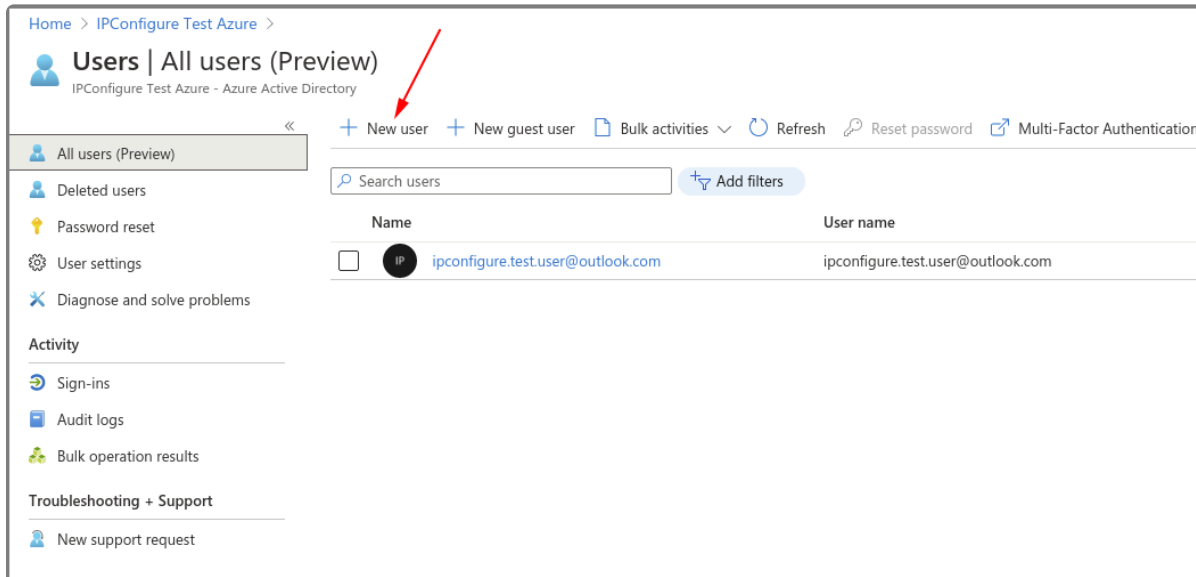 Home > IPConfigure Test Azure >
Users | All users (Preview)
IPConfigure Test Azure - Azure Active Directory
«
+ New user + New guest user Bulk activities Refresh Reset password Multi-Factor Authentication
All users (Preview)
Deleted users
Password reset
User settings
Diagnose and solve problems
Activity
Sign-ins
Audit logs
Bulk operation results
Troubleshooting + Support
New support request
Search users
Add filters
Name User name
IP ipconfigure.test.user@outlook.com ipconfigure.test.user@outlook.com